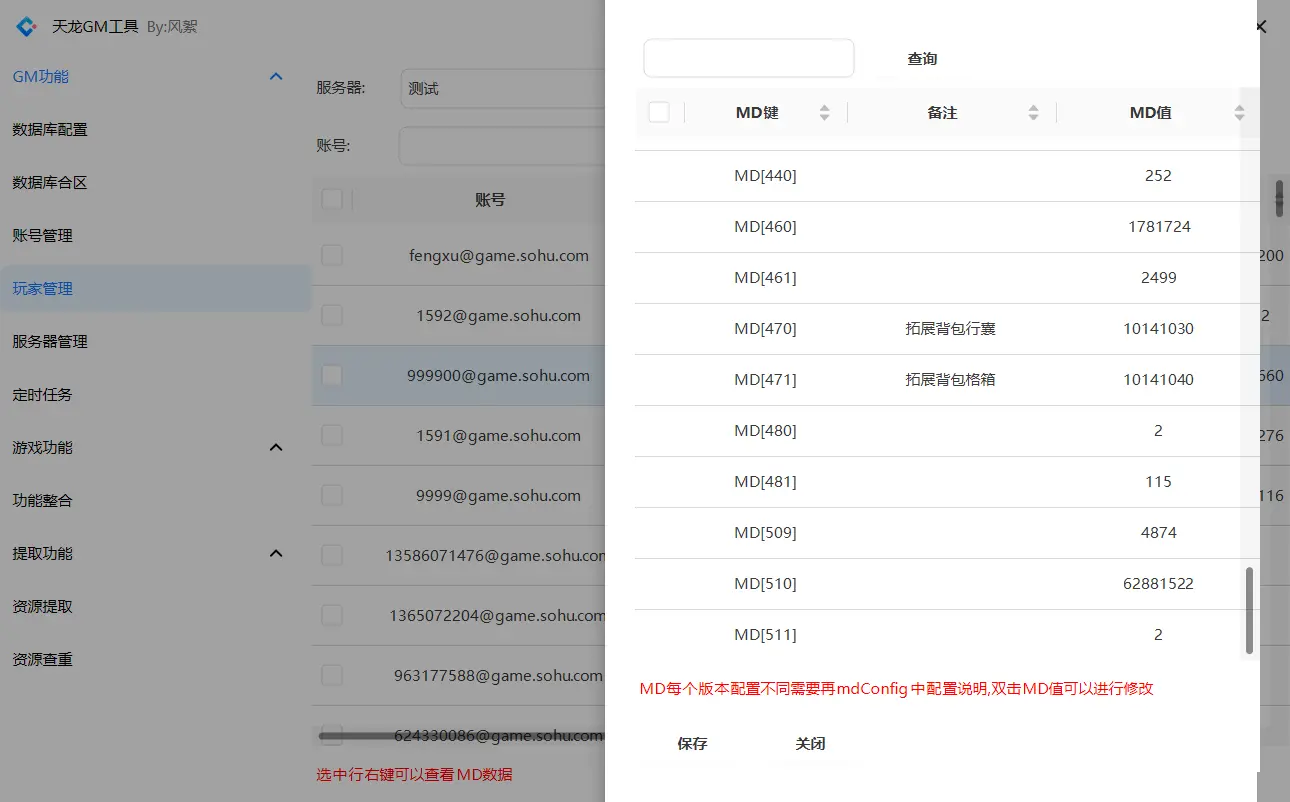 天龙GM工具 By:风絮
GM功能
数据库配置
数据库合区
账号管理
玩家管理
服务器管理
定时任务
游戏功能
功能整合
提取功能
资源提取
资源查重
服务器: 测试
账号:
账号
fengxu@game.sohu.com 200
1592@game.sohu.com 2
999900@game.sohu.com 660
1591@game.sohu.com 276
9999@game.sohu.com 116
13586071476@game.sohu.com
1365072204@game.sohu.com
963177588@game.sohu.com
624330086@game.sohu.com
选中行右键可以查看MD数据
查询
MD键 备注 MD值
MD[440] 252
MD[460] 1781724
MD[461] 2499
MD[470] 拓展背包行囊 10141030
MD[471] 拓展背包格箱 10141040
MD[480] 2
MD[481] 115
MD[509] 4874
MD[510] 62881522
MD[511] 2
MD每个版本配置不同需要再mdConfig中配置说明,双击MD值可以进行修改
保存 关闭